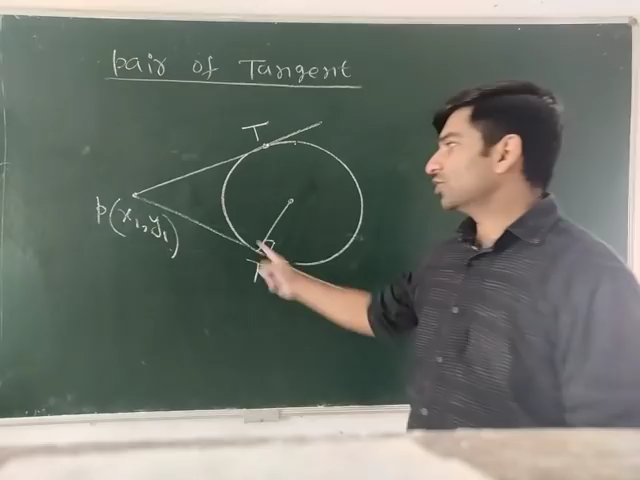 pair of Tangent
T
p(x₁, y₁)
T